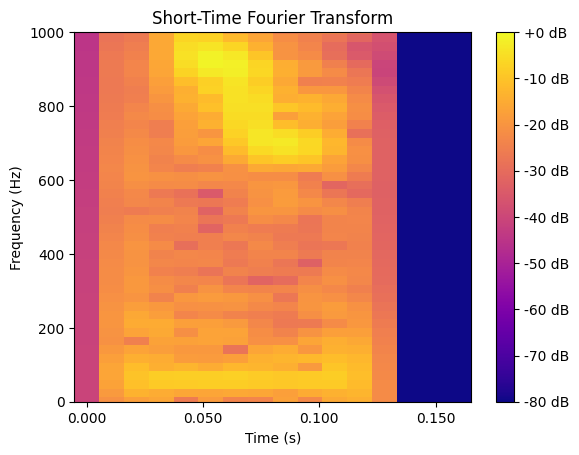 Short-Time Fourier Transform
1000
800
600
400
200
0
Frequency (Hz)
0.000
0.050
0.100
0.150
Time (s)
+0 dB
-10 dB
-20 dB
-30 dB
-40 dB
-50 dB
-60 dB
-70 dB
-80 dB